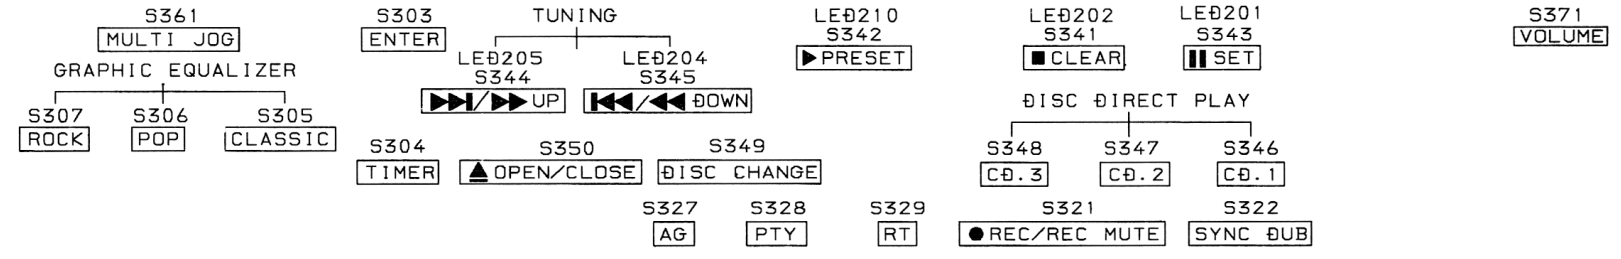 S361
MULTI JOG
GRAPHIC EQUALIZER
S307
ROCK
S306
POP
S305
CLASSIC
S303
ENTER
TUNING
LED205
S344
▶▶|/▶▶ UP
LED204
S345
|◀◀/◀◀ DOWN
S304
TIMER
S350
⏏ OPEN/CLOSE
S349
DISC CHANGE
LED210
S342
▶ PRESET
LED202
S341
■ CLEAR
LED201
S343
▮▮ SET
DISC DIRECT PLAY
S348
CD.3
S347
CD.2
S346
CD.1
S327
AG
S328
PTY
S329
RT
S321
● REC/REC MUTE
S322
SYNC DUB
S371
VOLUME